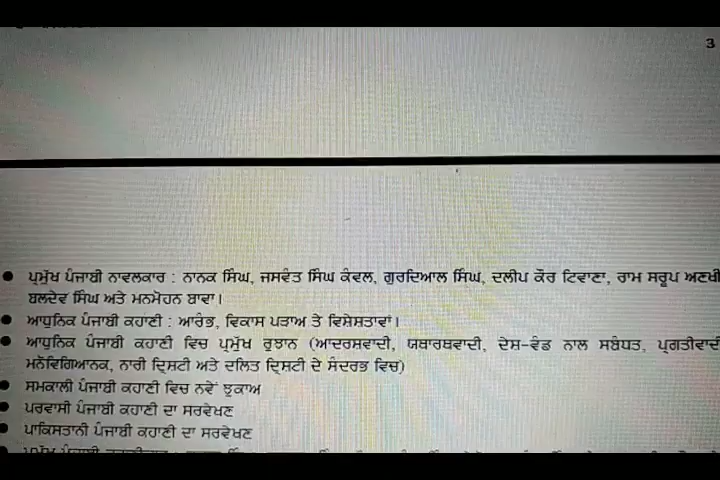 3
● ਪ੍ਰਮੁੱਖ ਪੰਜਾਬੀ ਨਾਵਲਕਾਰ : ਨਾਨਕ ਸਿੰਘ, ਜਸਵੰਤ ਸਿੰਘ ਕੰਵਲ, ਗੁਰਦਿਆਲ ਸਿੰਘ, ਦਲੀਪ ਕੌਰ ਟਿਵਾਣਾ, ਰਾਮ ਸਰੂਪ ਅਣਖੀ
ਬਲਦੇਵ ਸਿੰਘ ਅਤੇ ਮਨਮੋਹਨ ਬਾਵਾ।
● ਆਧੁਨਿਕ ਪੰਜਾਬੀ ਕਹਾਣੀ : ਆਰੰਭ, ਵਿਕਾਸ ਪੜਾਅ ਤੇ ਵਿਸ਼ੇਸ਼ਤਾਵਾਂ।
● ਆਧੁਨਿਕ ਪੰਜਾਬੀ ਕਹਾਣੀ ਵਿਚ ਪ੍ਰਮੁੱਖ ਰੁਝਾਨ (ਆਦਰਸ਼ਵਾਦੀ, ਯਥਾਰਥਵਾਦੀ, ਦੇਸ਼-ਵੰਡ ਨਾਲ ਸਬੰਧਤ, ਪ੍ਰਗਤੀਵਾਦੀ
ਮਨੋਵਿਗਿਆਨਕ, ਨਾਰੀ ਦ੍ਰਿਸ਼ਟੀ ਅਤੇ ਦਲਿਤ ਦ੍ਰਿਸ਼ਟੀ ਦੇ ਸੰਦਰਭ ਵਿਚ)
● ਸਮਕਾਲੀ ਪੰਜਾਬੀ ਕਹਾਣੀ ਵਿਚ ਨਵੇਂ ਝੁਕਾਅ
● ਪਰਵਾਸੀ ਪੰਜਾਬੀ ਕਹਾਣੀ ਦਾ ਸਰਵੇਖਣ
● ਪਾਕਿਸਤਾਨੀ ਪੰਜਾਬੀ ਕਹਾਣੀ ਦਾ ਸਰਵੇਖਣ